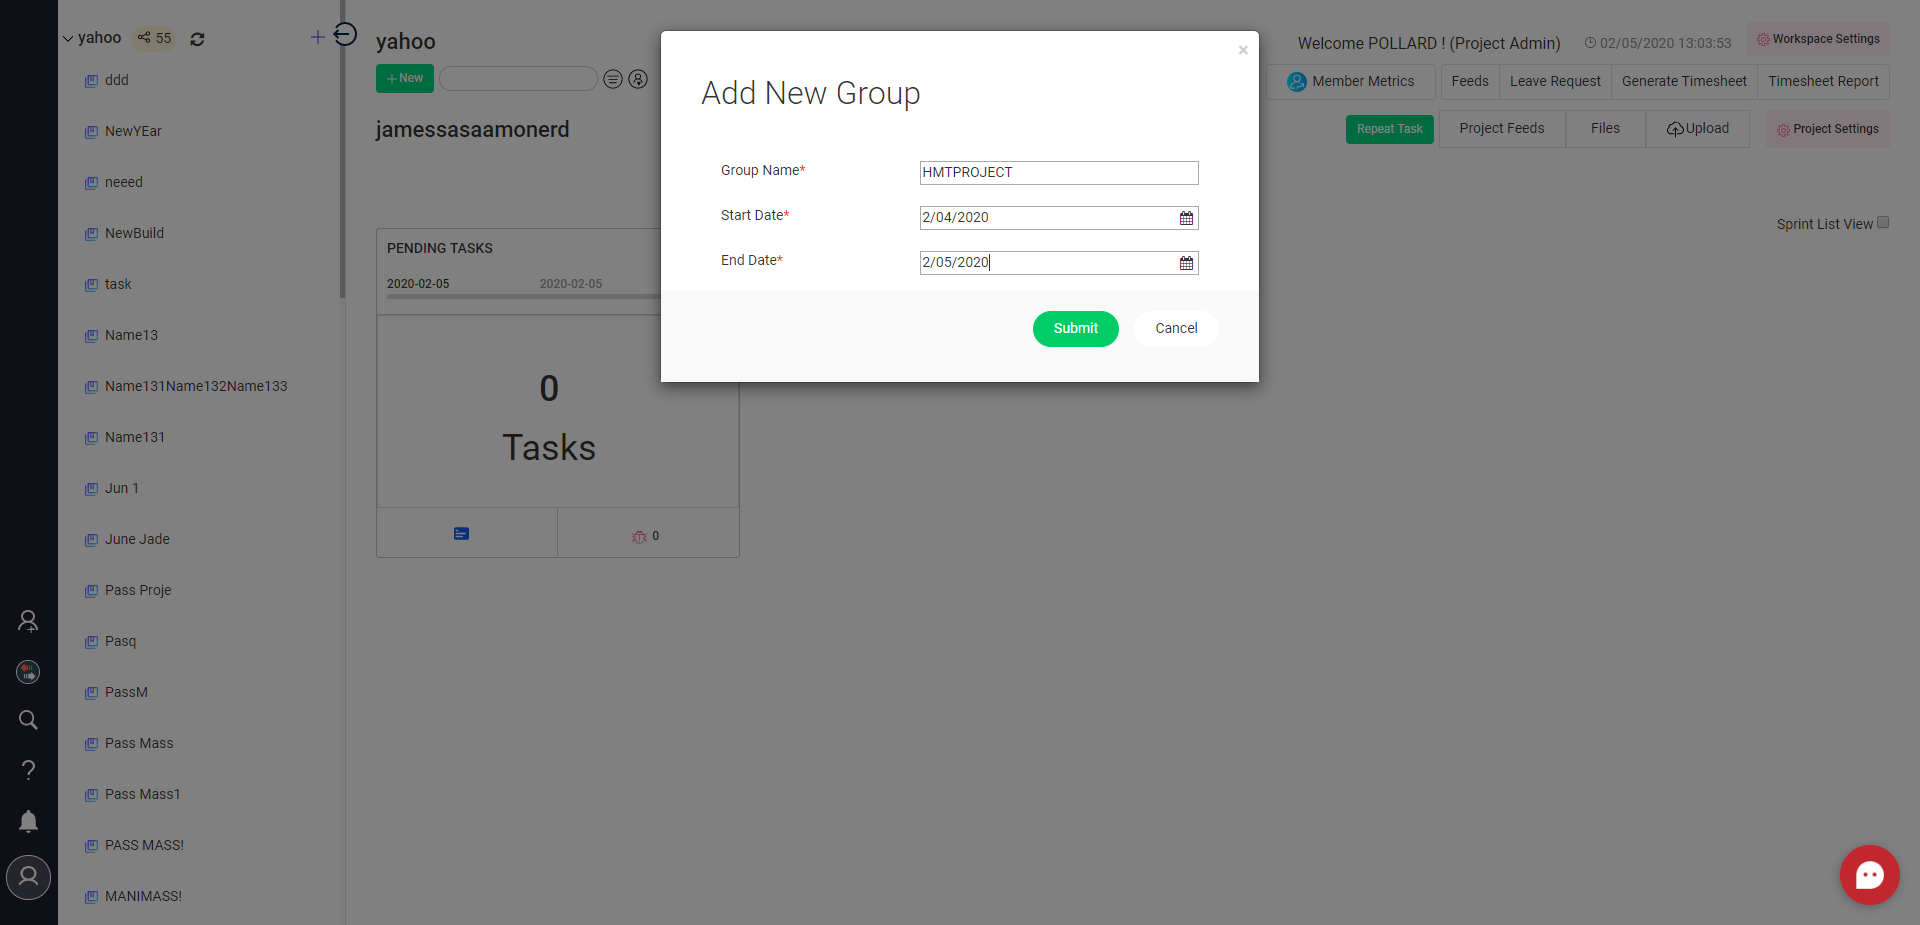 yahoo 55
ddd
NewYEar
neeed
NewBuild
task
Name13
Name131Name132Name133
Name131
Jun 1
June Jade
Pass Proje
Pasq
PassM
Pass Mass
Pass Mass1
PASS MASS!
MANIMASS!
yahoo
+New
jamessasaamonerd
PENDING TASKS
2020-02-05 2020-02-05
0
Tasks
0
×
Add New Group
Group Name* HMTPROJECT
Start Date* 2/04/2020
End Date* 2/05/2020
Submit Cancel
Welcome POLLARD ! (Project Admin) 02/05/2020 13:03:53 Workspace Settings
Member Metrics Feeds Leave Request Generate Timesheet Timesheet Report
Repeat Task Project Feeds Files Upload Project Settings
Sprint List View